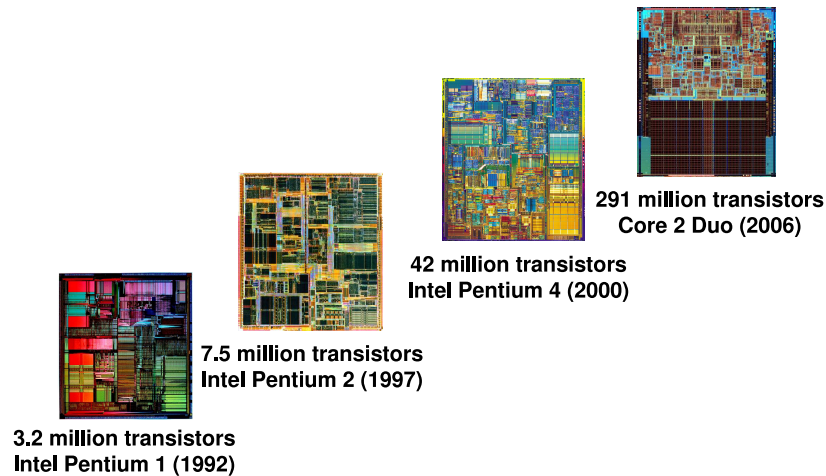 291 million transistors
Core 2 Duo (2006)
42 million transistors
Intel Pentium 4 (2000)
7.5 million transistors
Intel Pentium 2 (1997)
3.2 million transistors
Intel Pentium 1 (1992)